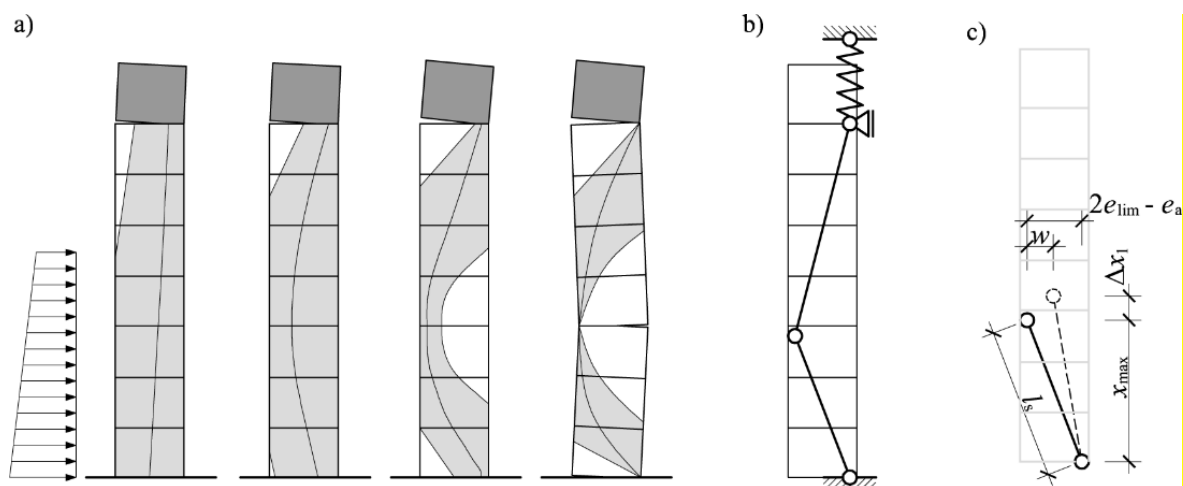 a)
b)
c)
2e_lim - e_a
w
Δx_1
x_max
l_s